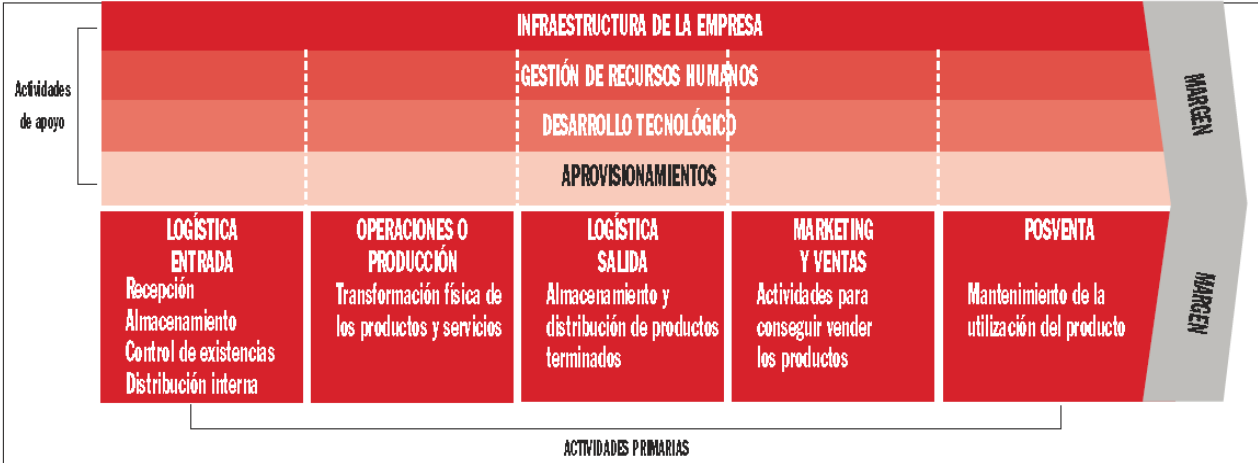 INFRAESTRUCTURA DE LA EMPRESA
GESTIÓN DE RECURSOS HUMANOS
DESARROLLO TECNOLÓGICO
APROVISIONAMIENTOS
Actividades
de apoyo
MARGEN
LOGÍSTICA
ENTRADA
Recepción
Almacenamiento
Control de existencias
Distribución interna
OPERACIONES O
PRODUCCIÓN
Transformación física de
los productos y servicios
LOGÍSTICA
SALIDA
Almacenamiento y
distribución de productos
terminados
MARKETING
Y VENTAS
Actividades para
conseguir vender
los productos
POSVENTA
Mantenimiento de la
utilización del producto
MARGEN
ACTIVIDADES PRIMARIAS